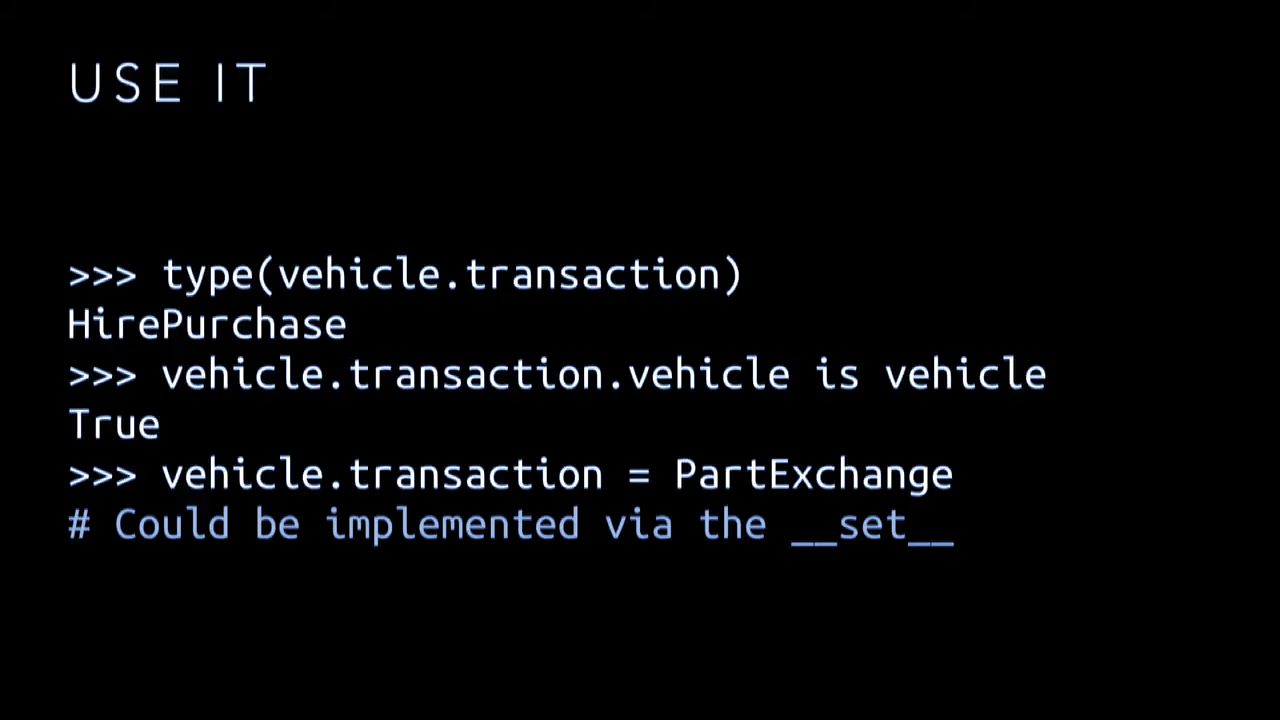 USE IT
>>> type(vehicle.transaction)
HirePurchase
>>> vehicle.transaction.vehicle is vehicle
True
>>> vehicle.transaction = PartExchange
# Could be implemented via the __set__